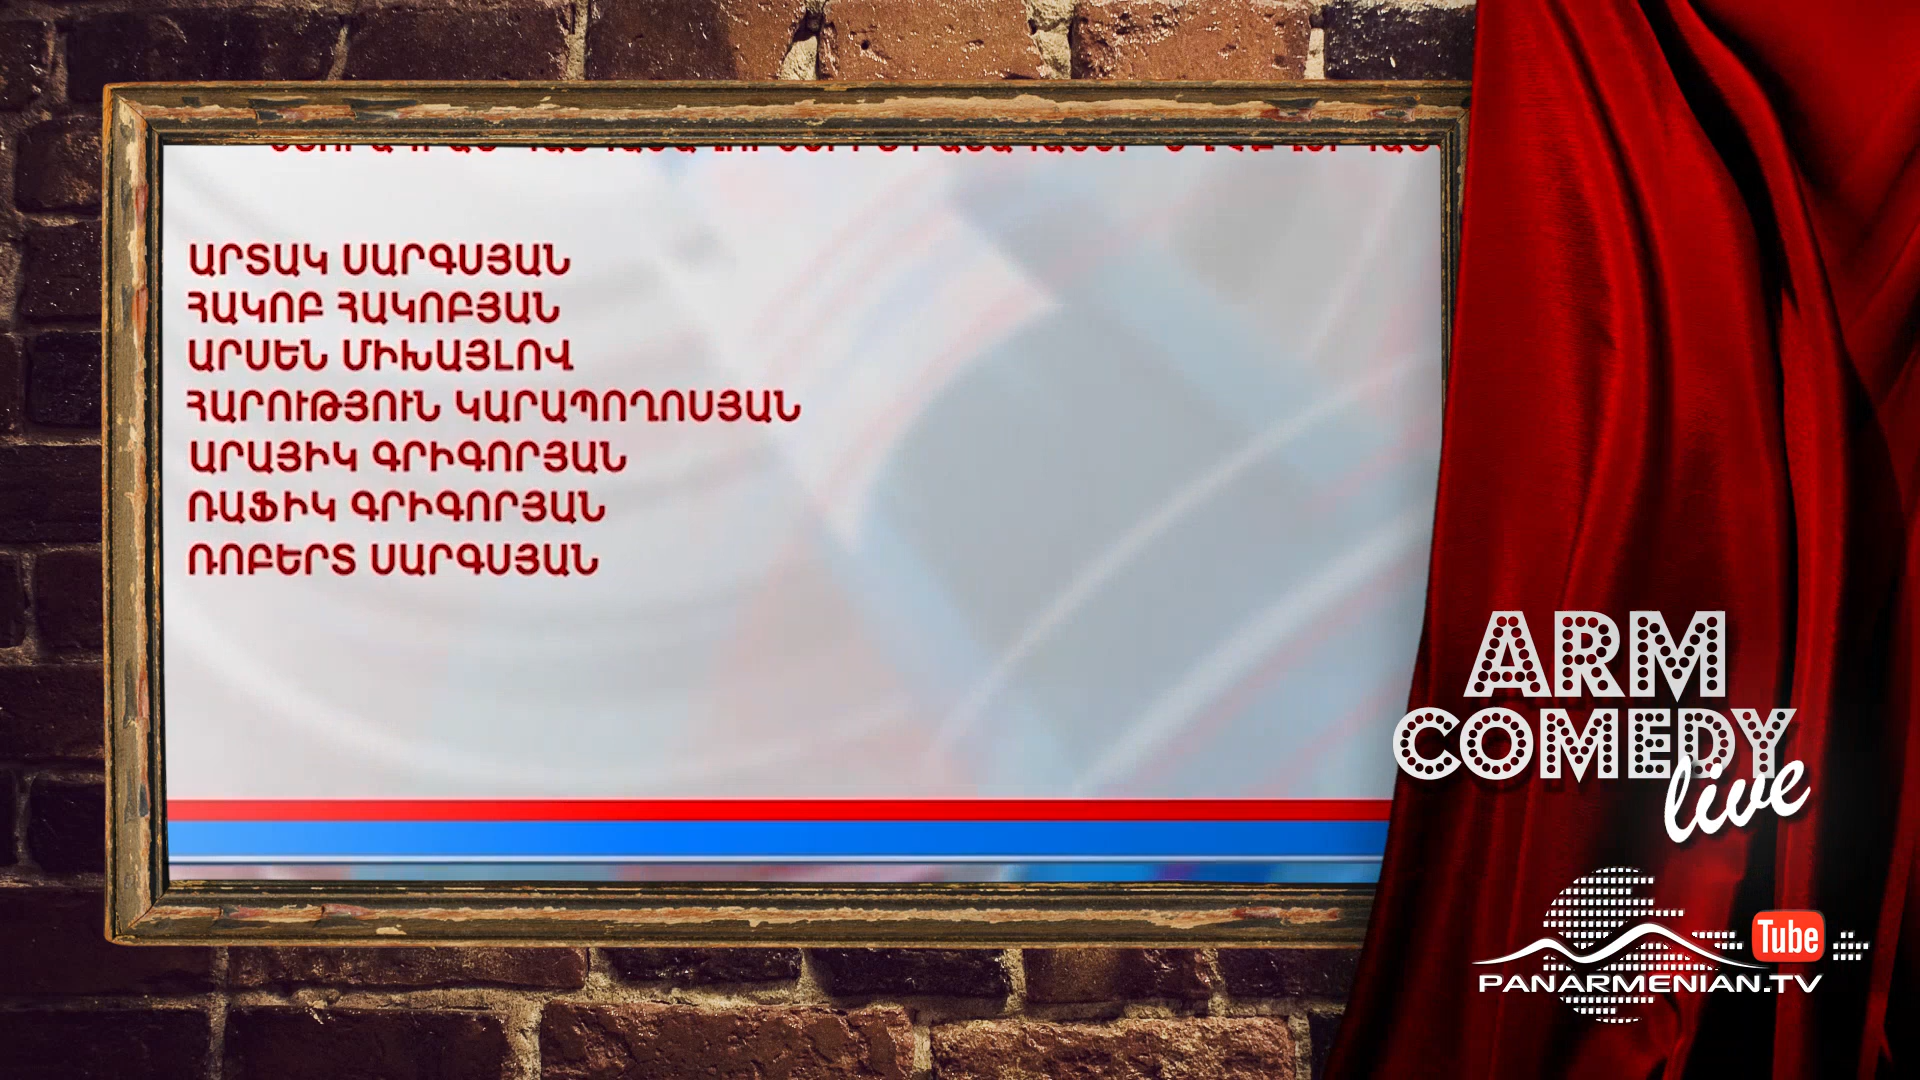 ԱՐՏԱԿ ՍԱՐԳՍՅԱՆ
ՀԱԿՈԲ ՀԱԿՈԲՅԱՆ
ԱՐՍԵՆ ՄԻԽԱՅԼՈՎ
ՀԱՐՈՒԹՅՈՒՆ ԿԱՐԱՊՈՂՈՍՅԱՆ
ԱՐԱՅԻԿ ԳՐԻԳՈՐՅԱՆ
ՌԱՖԻԿ ԳՐԻԳՈՐՅԱՆ
ՌՈԲԵՐՏ ՍԱՐԳՍՅԱՆ
ARM
COMEDY
live
Tube
PANARMENIAN.TV